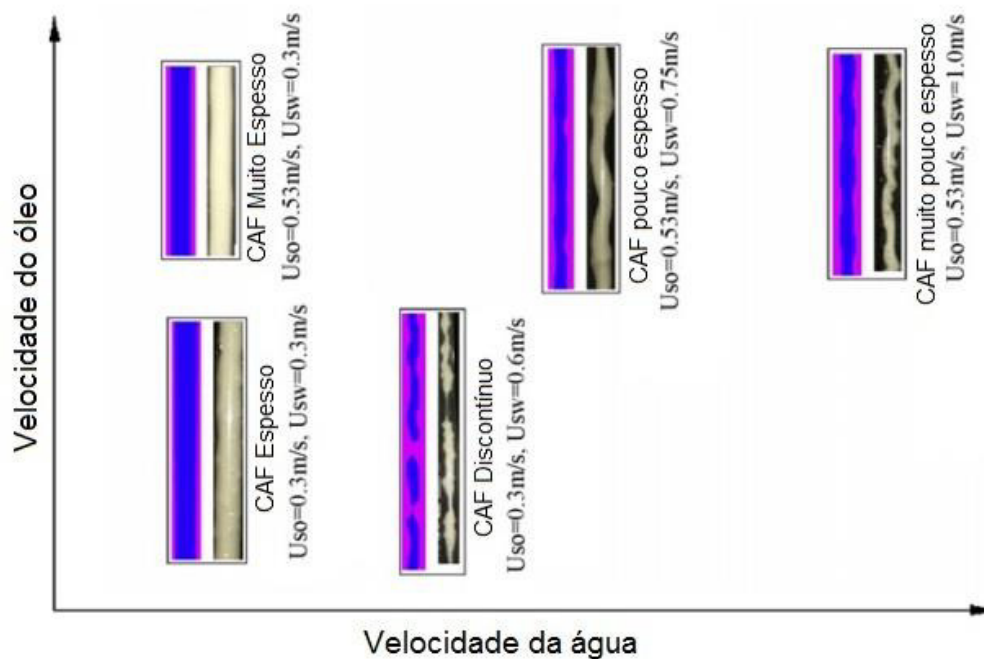 Velocidade do óleo
CAF Muito Espesso
Uso=0.53m/s, Usw=0.3m/s
CAF pouco espesso
Uso=0.53m/s, Usw=0.75m/s
CAF muito pouco espesso
Uso=0.53m/s, Usw=1.0m/s
CAF Espesso
Uso=0.3m/s, Usw=0.3m/s
CAF Discontínuo
Uso=0.3m/s, Usw=0.6m/s
Velocidade da água